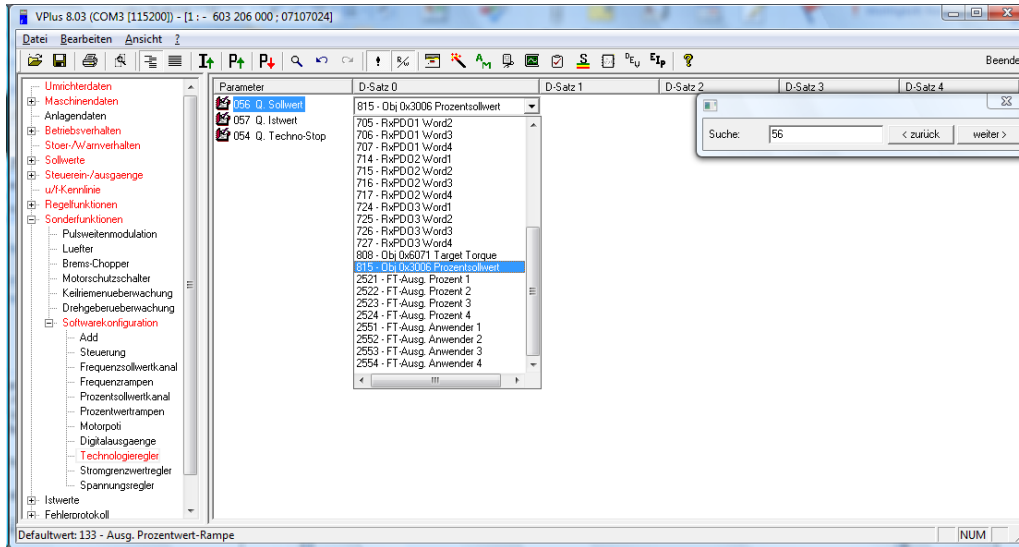 VPlus 8.03 (COM3 [115200]) - [1 : - 603 206 000 ; 07107024]
Datei Bearbeiten Ansicht ?
Beende
Umrichterdaten
Maschinendaten
Anlagendaten
Betriebsverhalten
Stoer-/Warnverhalten
Sollwerte
Steuerein-/ausgaenge
u/f-Kennlinie
Regelfunktionen
Sonderfunktionen
Pulsweitenmodulation
Luefter
Brems-Chopper
Motorschutzschalter
Keilriemenueberwachung
Drehgeberueberwachung
Softwarekonfiguration
Add
Steuerung
Frequenzsollwertkanal
Frequenzrampen
Prozentsollwertkanal
Prozentwertrampen
Motorpoti
Digitalausgaenge
Technologieregler
Stromgrenzwertregler
Spannungsregler
Istwerte
Fehlerprotokoll
Parameter D-Satz 0 D-Satz 1 D-Satz 2 D-Satz 3 D-Satz 4
056 Q. Sollwert 815 - Obj 0x3006 Prozentsollwert
057 Q. Istwert
054 Q. Techno-Stop
705 - RxPDO1 Word2
706 - RxPDO1 Word3
707 - RxPDO1 Word4
714 - RxPDO2 Word1
715 - RxPDO2 Word2
716 - RxPDO2 Word3
717 - RxPDO2 Word4
724 - RxPDO3 Word1
725 - RxPDO3 Word2
726 - RxPDO3 Word3
727 - RxPDO3 Word4
808 - Obj 0x6071 Target Torque
815 - Obj 0x3006 Prozentsollwert
2521 - FT-Ausg. Prozent 1
2522 - FT-Ausg. Prozent 2
2523 - FT-Ausg. Prozent 3
2524 - FT-Ausg. Prozent 4
2551 - FT-Ausg. Anwender 1
2552 - FT-Ausg. Anwender 2
2553 - FT-Ausg. Anwender 3
2554 - FT-Ausg. Anwender 4
Suche: 56 < zurück weiter >
Defaultwert: 133 - Ausg. Prozentwert-Rampe NUM